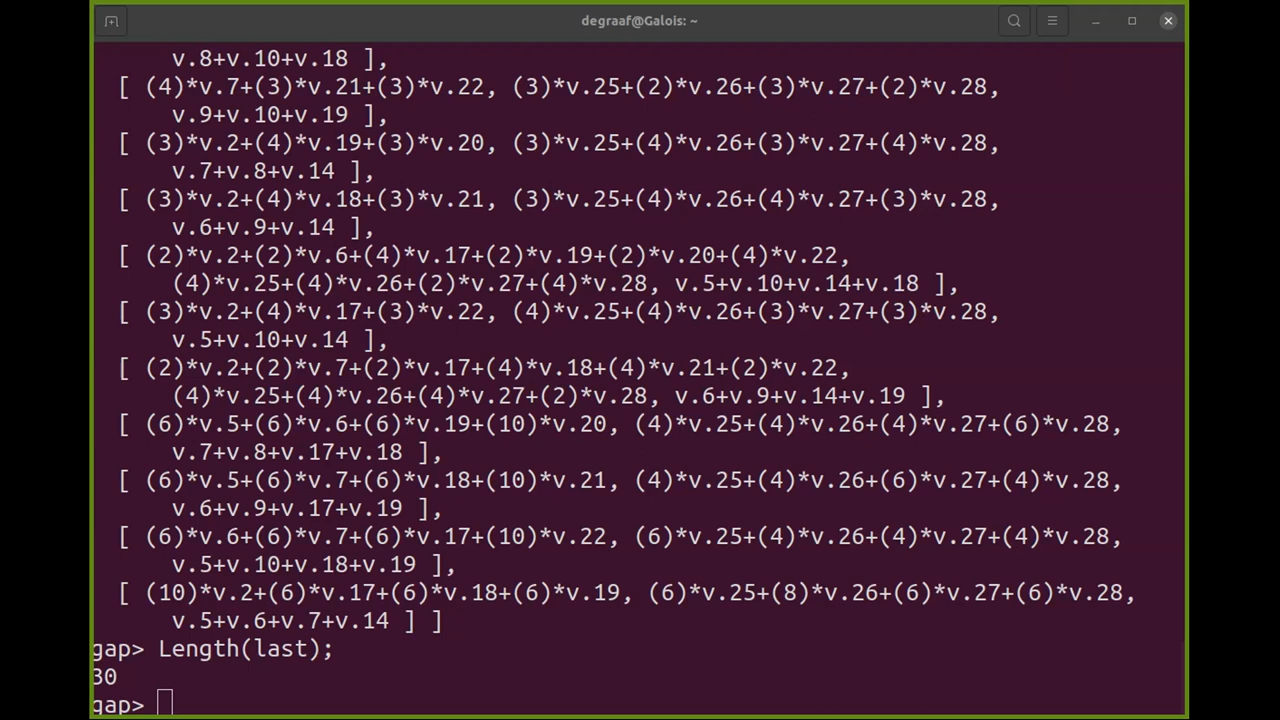 degraaf@Galois: ~
v.8+v.10+v.18 ],
[ (4)*v.7+(3)*v.21+(3)*v.22, (3)*v.25+(2)*v.26+(3)*v.27+(2)*v.28,
v.9+v.10+v.19 ],
[ (3)*v.2+(4)*v.19+(3)*v.20, (3)*v.25+(4)*v.26+(3)*v.27+(4)*v.28,
v.7+v.8+v.14 ],
[ (3)*v.2+(4)*v.18+(3)*v.21, (3)*v.25+(4)*v.26+(4)*v.27+(3)*v.28,
v.6+v.9+v.14 ],
[ (2)*v.2+(2)*v.6+(4)*v.17+(2)*v.19+(2)*v.20+(4)*v.22,
(4)*v.25+(4)*v.26+(2)*v.27+(4)*v.28, v.5+v.10+v.14+v.18 ],
[ (3)*v.2+(4)*v.17+(3)*v.22, (4)*v.25+(4)*v.26+(3)*v.27+(3)*v.28,
v.5+v.10+v.14 ],
[ (2)*v.2+(2)*v.7+(2)*v.17+(4)*v.18+(4)*v.21+(2)*v.22,
(4)*v.25+(4)*v.26+(4)*v.27+(2)*v.28, v.6+v.9+v.14+v.19 ],
[ (6)*v.5+(6)*v.6+(6)*v.19+(10)*v.20, (4)*v.25+(4)*v.26+(4)*v.27+(6)*v.28,
v.7+v.8+v.17+v.18 ],
[ (6)*v.5+(6)*v.7+(6)*v.18+(10)*v.21, (4)*v.25+(4)*v.26+(6)*v.27+(4)*v.28,
v.6+v.9+v.17+v.19 ],
[ (6)*v.6+(6)*v.7+(6)*v.17+(10)*v.22, (6)*v.25+(4)*v.26+(4)*v.27+(4)*v.28,
v.5+v.10+v.18+v.19 ],
[ (10)*v.2+(6)*v.17+(6)*v.18+(6)*v.19, (6)*v.25+(8)*v.26+(6)*v.27+(6)*v.28,
v.5+v.6+v.7+v.14 ] ]
gap> Length(last);
30
gap>